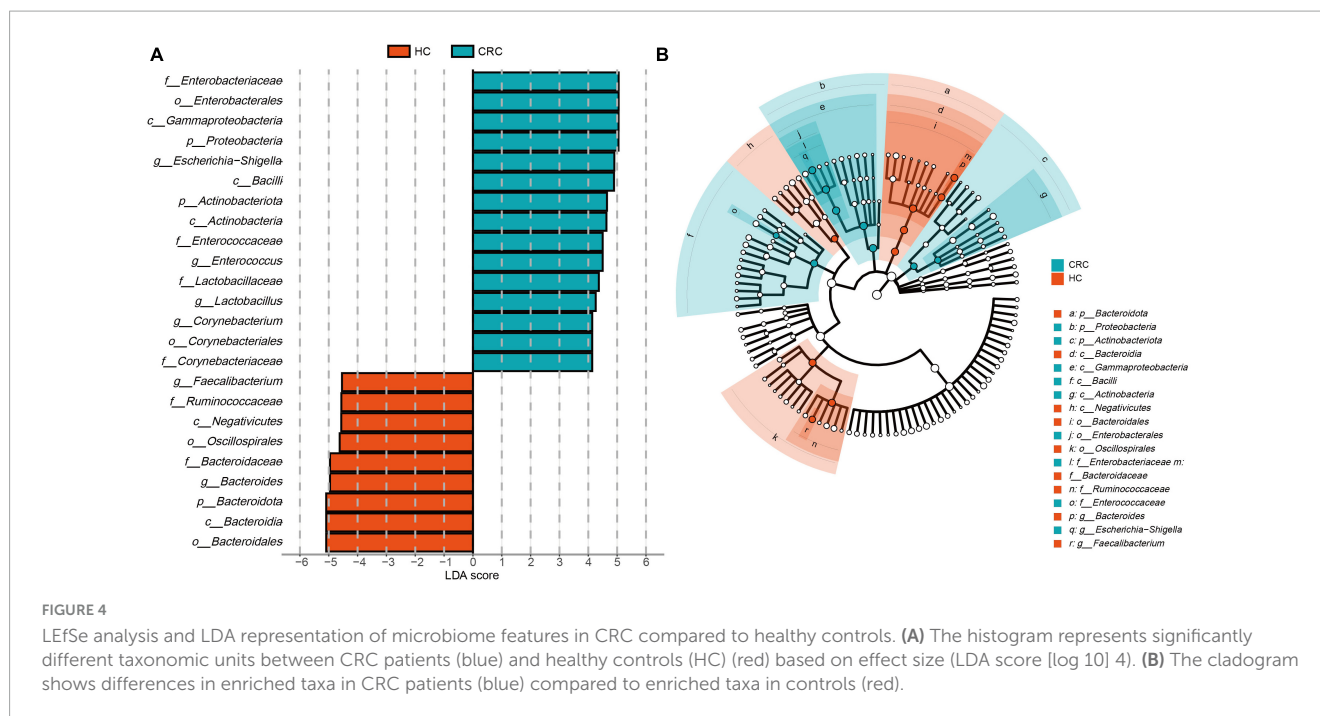 A
HC
CRC
f__Enterobacteriaceae
o__Enterobacterales
c__Gammaproteobacteria
p__Proteobacteria
g__Escherichia−Shigella
c__Bacilli
p__Actinobacteriota
c__Actinobacteria
f__Enterococcaceae
g__Enterococcus
f__Lactobacillaceae
g__Lactobacillus
g__Corynebacterium
o__Corynebacteriales
f__Corynebacteriaceae
g__Faecalibacterium
f__Ruminococcaceae
c__Negativicutes
o__Oscillospirales
f__Bacteroidaceae
g__Bacteroides
p__Bacteroidota
c__Bacteroidia
o__Bacteroidales
−6 −5 −4 −3 −2 −1 0 1 2 3 4 5 6
LDA score
B
b
a
e
d
i
j
l
q
h
m
p
c
g
o
f
k
r
n
CRC
HC
a: p__Bacteroidota
b: p__Proteobacteria
c: p__Actinobacteriota
d: c__Bacteroidia
e: c__Gammaproteobacteria
f: c__Bacilli
g: c__Actinobacteria
h: c__Negativicutes
i: o__Bacteroidales
j: o__Enterobacterales
k: o__Oscillospirales
l: f__Enterobacteriaceae m:
f__Bacteroidaceae
n: f__Ruminococcaceae
o: f__Enterococcaceae
p: g__Bacteroides
q: g__Escherichia−Shigella
r: g__Faecalibacterium
FIGURE 4
LEfSe analysis and LDA representation of microbiome features in CRC compared to healthy controls. (A) The histogram represents significantly
different taxonomic units between CRC patients (blue) and healthy controls (HC) (red) based on effect size (LDA score [log 10] 4). (B) The cladogram
shows differences in enriched taxa in CRC patients (blue) compared to enriched taxa in controls (red).